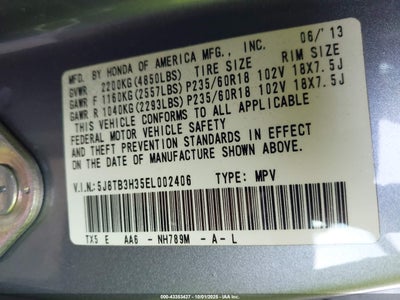 MFD. BY HONDA OF AMERICA MFG., INC. 06/'13
GVWR 2200KG(4850LBS) TIRE SIZE RIM SIZE
GAWR F 1160KG(2557LBS) P235/60R18 102V 18X7.5J
GAWR R 1040KG(2293LBS) P235/60R18 102V 18X7.5J
THIS VEHICLE CONFORMS TO ALL APPLICABLE
FEDERAL MOTOR VEHICLE SAFETY
AND THEFT PREVENTION STANDARDS IN EFFECT
ON THE DATE OF MANUFACTURE SHOWN ABOVE.
V.I.N.: 5J8TB3H35EL002406 TYPE: MPV
TX5 E AA6 - NH789M - A - L
© 43353437 - 10/01/2025 - IAA Inc.